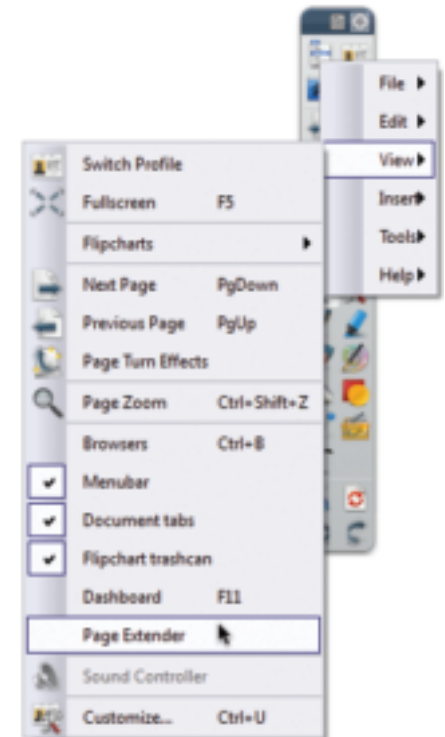 File
Edit
View
Insert
Tools
Help
Switch Profile
Fullscreen F5
Flipcharts
Next Page PgDown
Previous Page PgUp
Page Turn Effects
Page Zoom Ctrl+Shift+Z
Browsers Ctrl+B
Menubar
Document tabs
Flipchart trashcan
Dashboard F11
Page Extender
Sound Controller
Customize... Ctrl+U